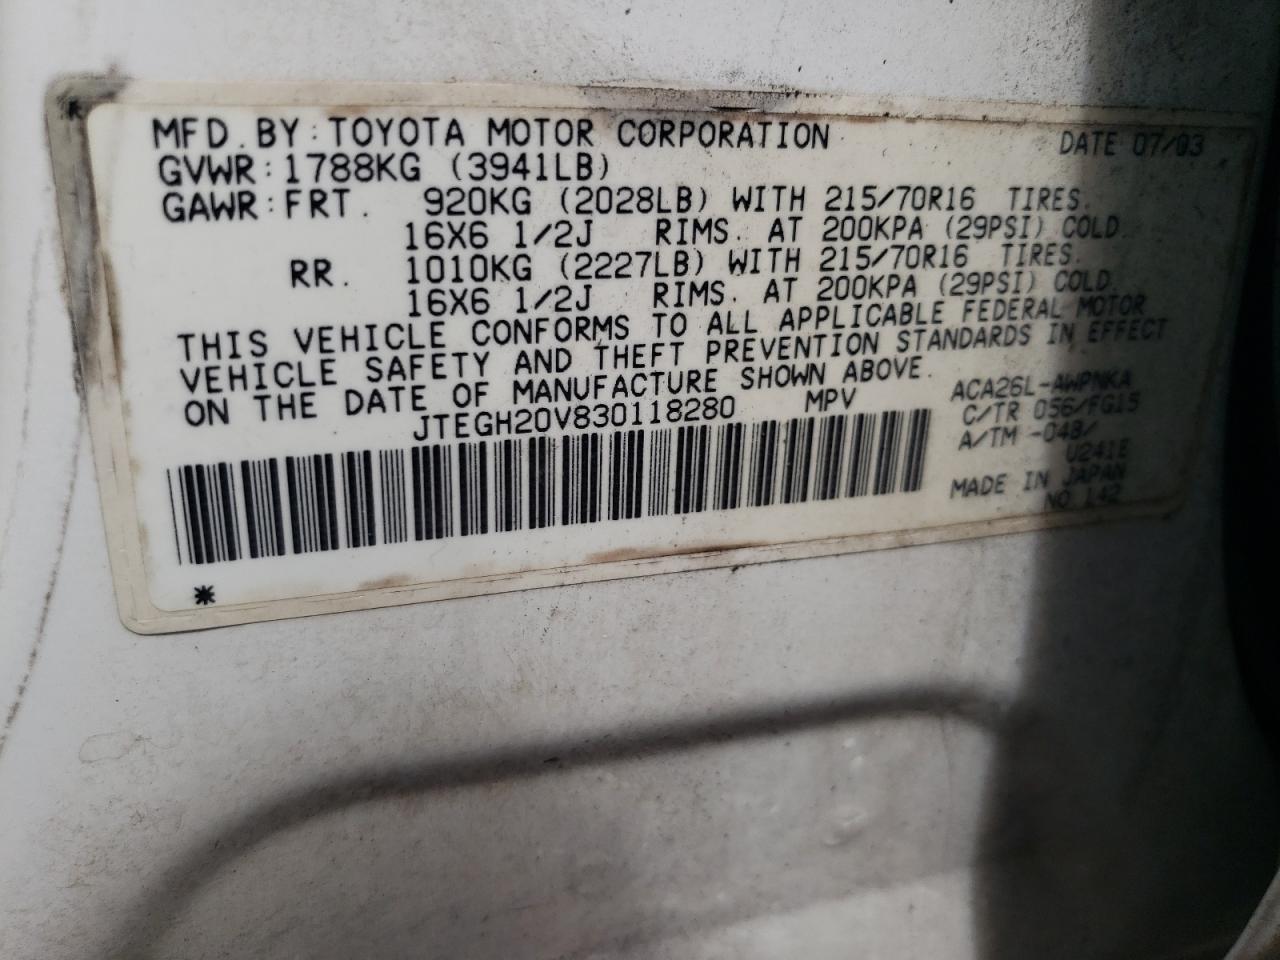 MFD. BY: TOYOTA MOTOR CORPORATION DATE 07/03
GVWR: 1788KG (3941LB)
GAWR: FRT. 920KG (2028LB) WITH 215/70R16 TIRES.
16X6 1/2J RIMS. AT 200KPA (29PSI) COLD.
RR. 1010KG (2227LB) WITH 215/70R16 TIRES.
16X6 1/2J RIMS. AT 200KPA (29PSI) COLD.
THIS VEHICLE CONFORMS TO ALL APPLICABLE FEDERAL MOTOR
VEHICLE SAFETY AND THEFT PREVENTION STANDARDS IN EFFECT
ON THE DATE OF MANUFACTURE SHOWN ABOVE.
JTEGH20V830118280 MPV
ACA26L-AWPNKA
C/TR 056/FG15
A/TM -04B/
U241E
MADE IN JAPAN
NO 142